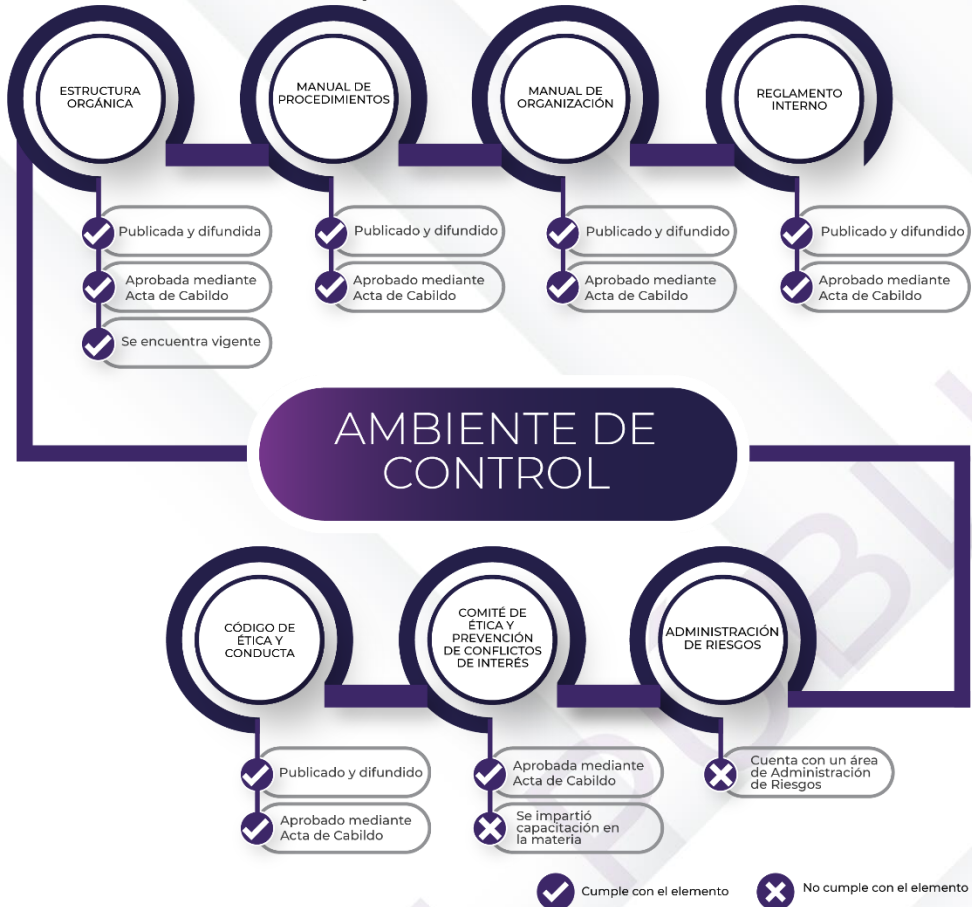 ESTRUCTURA
ORGÁNICA
MANUAL DE
PROCEDIMIENTOS
MANUAL DE
ORGANIZACIÓN
REGLAMENTO
INTERNO
Publicada y difundida
Aprobada mediante
Acta de Cabildo
Se encuentra vigente
Publicado y difundido
Aprobado mediante
Acta de Cabildo
Publicado y difundido
Aprobado mediante
Acta de Cabildo
Publicado y difundido
Aprobado mediante
Acta de Cabildo
AMBIENTE DE
CONTROL
CÓDIGO DE
ÉTICA Y
CONDUCTA
COMITÉ DE
ÉTICA Y
PREVENCIÓN
DE CONFLICTOS
DE INTERÉS
ADMINISTRACIÓN
DE RIESGOS
Publicado y difundido
Aprobado mediante
Acta de Cabildo
Aprobada mediante
Acta de Cabildo
Se impartió
capacitación en
la materia
Cuenta con un área
de Administración
de Riesgos
Cumple con el elemento
No cumple con el elemento